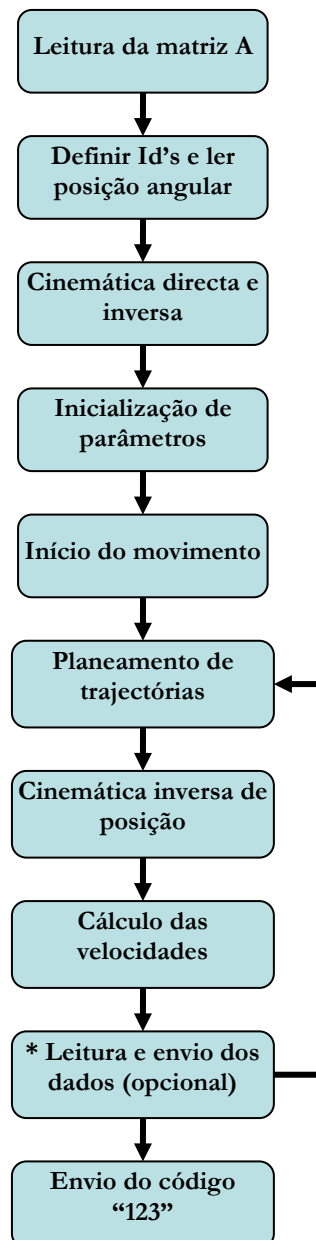 Leitura da matriz A
Definir Id’s e ler
posição angular
Cinemática directa e
inversa
Inicialização de
parâmetros
Início do movimento
Planeamento de
trajectórias
Cinemática inversa de
posição
Cálculo das
velocidades
* Leitura e envio dos
dados (opcional)
Envio do código
“123”